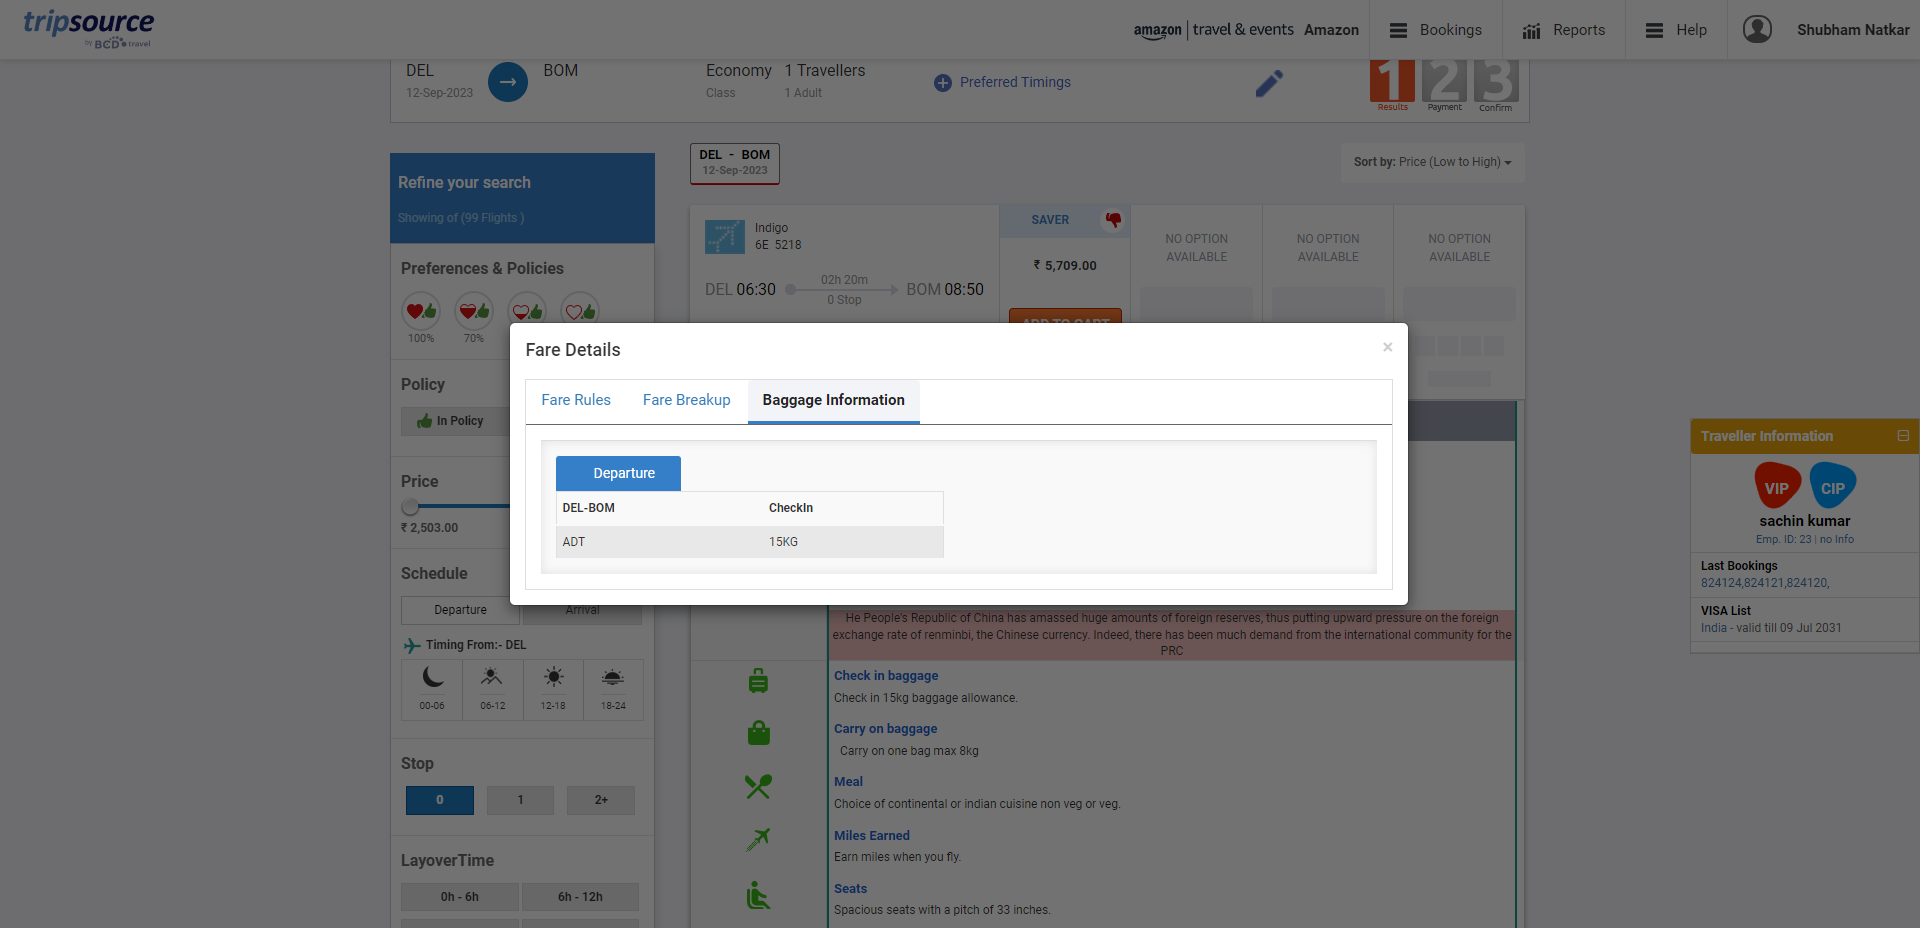 tripsource
by BCD travel
amazon | travel & events Amazon
Bookings
Reports
Help
Shubham Natkar
DEL
12-Sep-2023
BOM
Economy
Class
1 Travellers
1 Adult
Preferred Timings
1 2 3
Results Payment Confirm
Refine your search
Showing of (99 Flights )
Preferences & Policies
100% 70%
Policy
In Policy
Price
₹ 2,503.00
Schedule
Departure Arrival
Timing From:- DEL
00-06 06-12 12-18 18-24
Stop
0 1 2+
LayoverTime
0h - 6h 6h - 12h
DEL - BOM
12-Sep-2023
Sort by: Price (Low to High)
Indigo
6E 5218
DEL 06:30
02h 20m
0 Stop
BOM 08:50
SAVER
₹ 5,709.00
ADD TO CART
NO OPTION
AVAILABLE
NO OPTION
AVAILABLE
NO OPTION
AVAILABLE
Fare Details
×
Fare Rules Fare Breakup Baggage Information
Departure
DEL-BOM CheckIn
ADT 15KG
He People's Republic of China has amassed huge amounts of foreign reserves, thus putting upward pressure on the foreign
exchange rate of renminbi, the Chinese currency. Indeed, there has been much demand from the international community for the
PRC
Check in baggage
Check in 15kg baggage allowance.
Carry on baggage
Carry on one bag max 8kg
Meal
Choice of continental or indian cuisine non veg or veg.
Miles Earned
Earn miles when you fly.
Seats
Spacious seats with a pitch of 33 inches.
Traveller Information
VIP CIP
sachin kumar
Emp. ID: 23 | no Info
Last Bookings
824124,824121,824120,
VISA List
India - valid till 09 Jul 2031